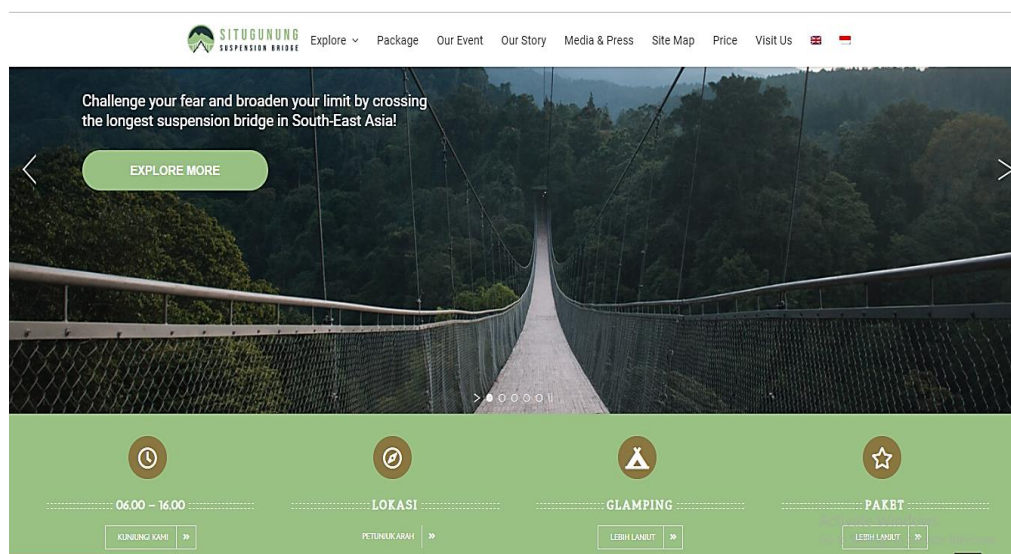 SITUGUNUNG
SUSPENSION BRIDGE
Explore Package Our Event Our Story Media & Press Site Map Price Visit Us
Challenge your fear and broaden your limit by crossing
the longest suspension bridge in South-East Asia!
EXPLORE MORE
06.00 – 16.00 LOKASI GLAMPING PAKET
KUNJUNGI KAMI » PETUNJUK ARAH » LEBIH LANJUT » LEBIH LANJUT »